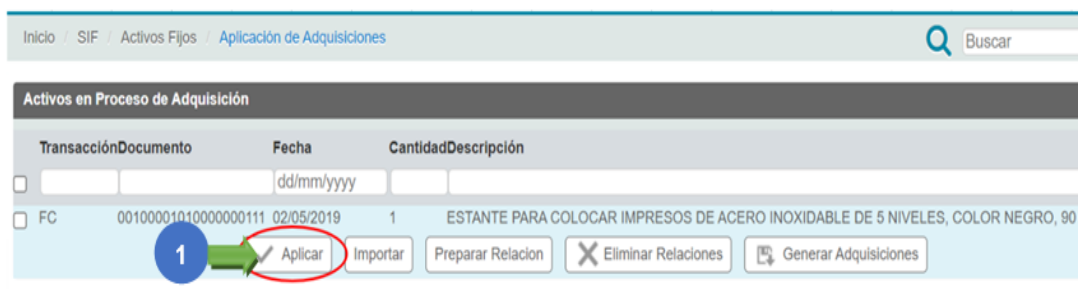 Inicio / SIF / Activos Fijos / Aplicación de Adquisiciones Buscar
Activos en Proceso de Adquisición
Transacción Documento Fecha Cantidad Descripción
dd/mm/yyyy
FC 00100001010000000111 02/05/2019 1 ESTANTE PARA COLOCAR IMPRESOS DE ACERO INOXIDABLE DE 5 NIVELES, COLOR NEGRO, 90
1 Aplicar Importar Preparar Relacion Eliminar Relaciones Generar Adquisiciones